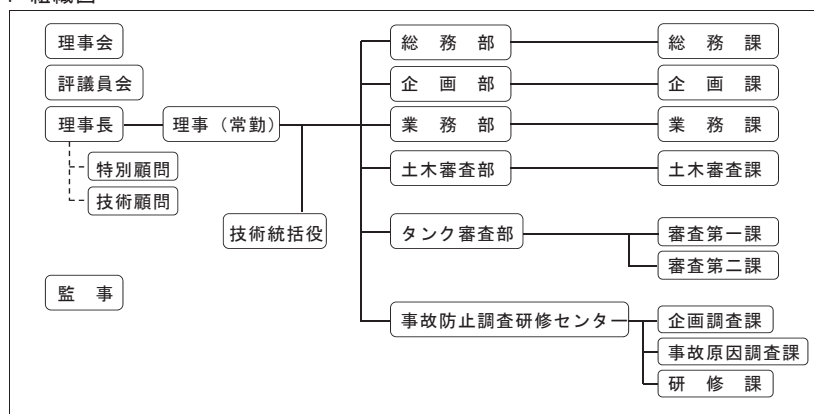 理事会
評議員会
理事長
理事（常勤）
特別顧問
技術顧問
技術統括役
監　事
総　務　部
総　務　課
企　画　部
企　画　課
業　務　部
業　務　課
土木審査部
土木審査課
タンク審査部
審査第一課
審査第二課
事故防止調査研修センター
企画調査課
事故原因調査課
研　修　課